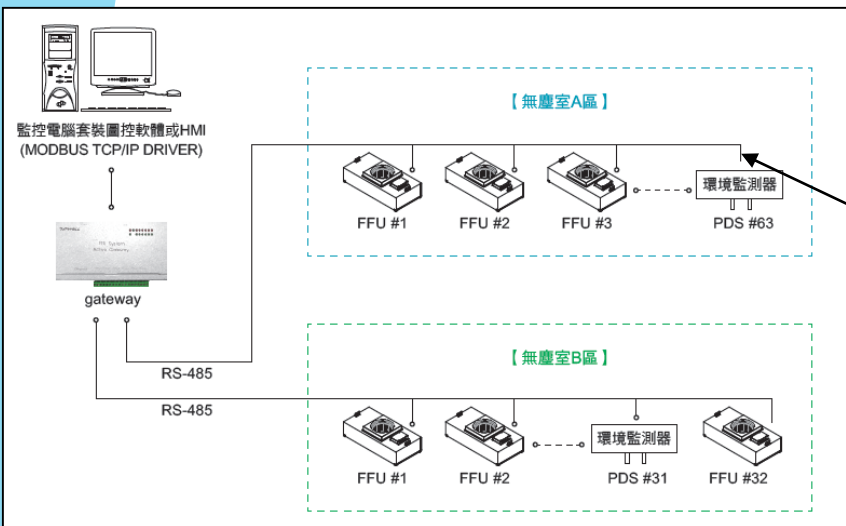 監控電腦套裝圖控軟體或HMI
(MODBUS TCP/IP DRIVER)
gateway
RS-485
RS-485
【無塵室A區】
FFU #1
FFU #2
FFU #3
環境監測器
PDS #63
【無塵室B區】
FFU #1
FFU #2
環境監測器
PDS #31
FFU #32